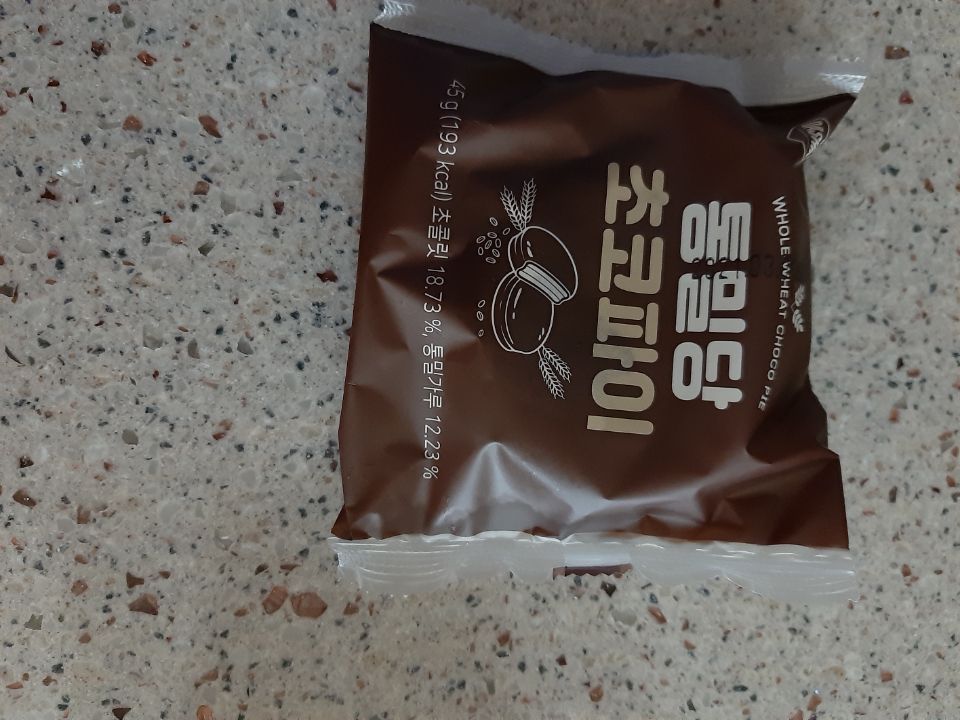 WHOLE WHEAT CHOCO PIE
통밀당
초코파이
45 g (193 kcal) 초콜릿 18.73 %, 통밀가루 12.23 %